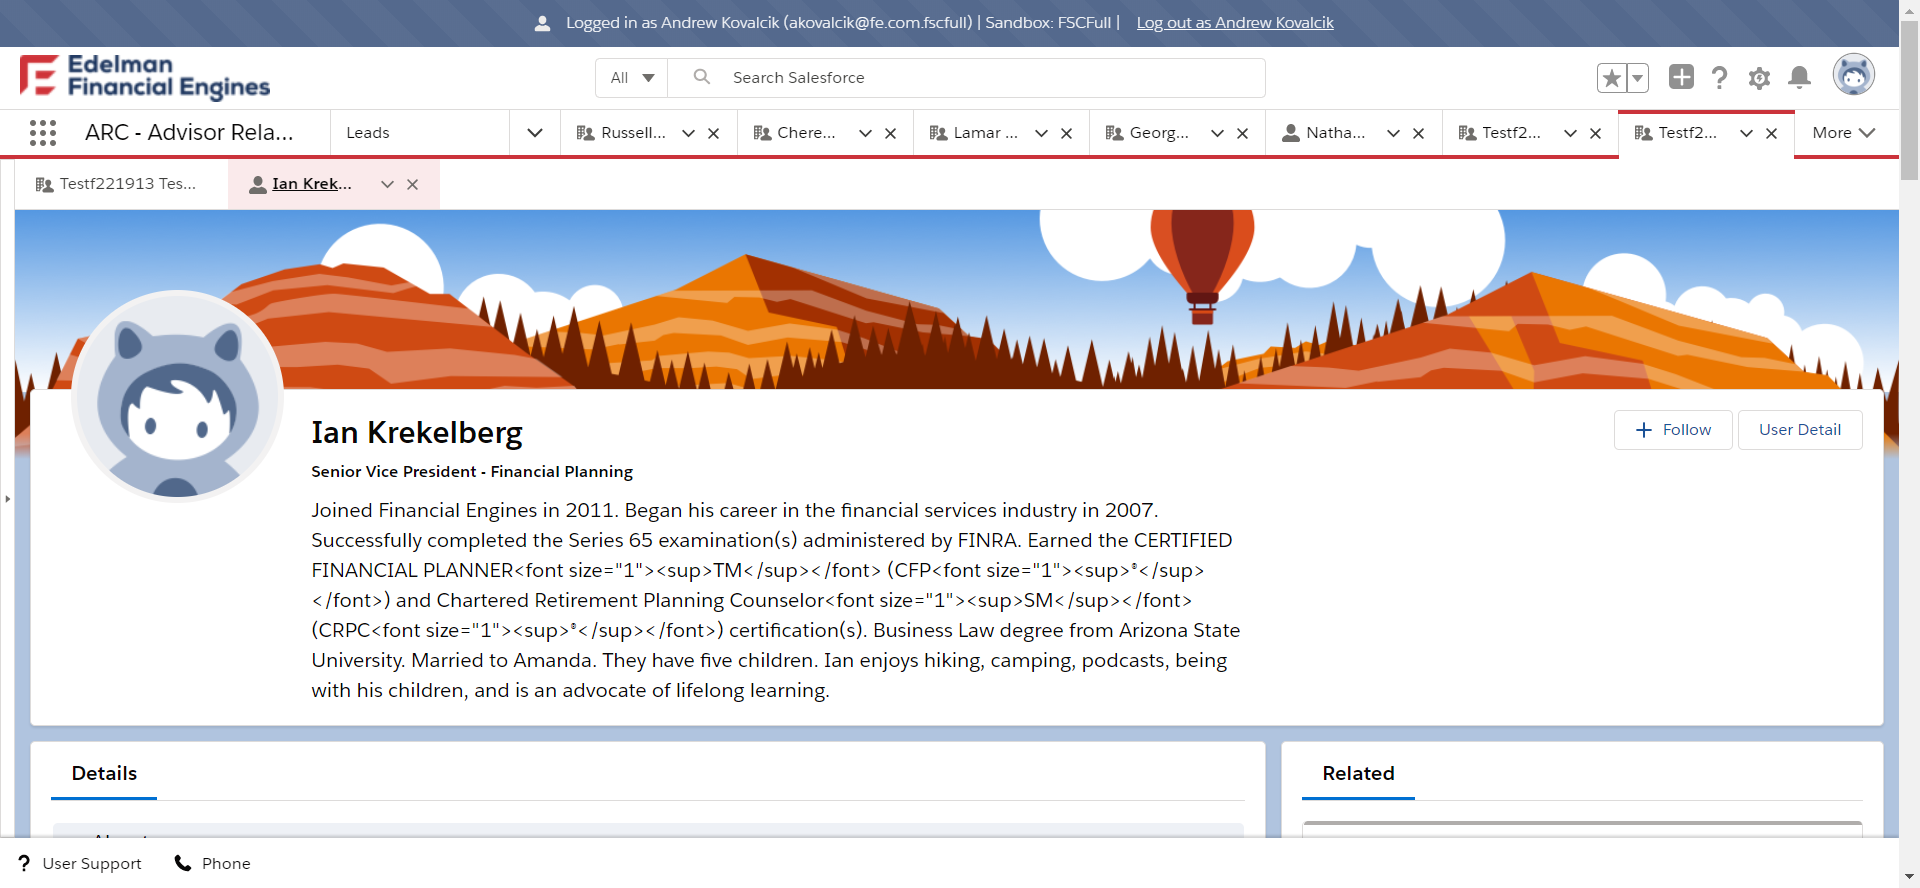 Logged in as Andrew Kovalcik (akovalcik@fe.com.fscfull) | Sandbox: FSCFull | Log out as Andrew Kovalcik
Edelman
Financial Engines
All
Search Salesforce
ARC - Advisor Rela...
Leads
Russell...
Chere...
Lamar ...
Georg...
Natha...
Testf2...
Testf2...
More
Testf221913 Tes...
Ian Krek...
Ian Krekelberg
Follow
User Detail
Senior Vice President - Financial Planning
Joined Financial Engines in 2011. Began his career in the financial services industry in 2007.
Successfully completed the Series 65 examination(s) administered by FINRA. Earned the CERTIFIED
FINANCIAL PLANNER<font size="1"><sup>TM</sup></font> (CFP<font size="1"><sup>®</sup>
</font>) and Chartered Retirement Planning Counselor<font size="1"><sup>SM</sup></font>
(CRPC<font size="1"><sup>®</sup></font>) certification(s). Business Law degree from Arizona State
University. Married to Amanda. They have five children. Ian enjoys hiking, camping, podcasts, being
with his children, and is an advocate of lifelong learning.
Details
Related
User Support
Phone